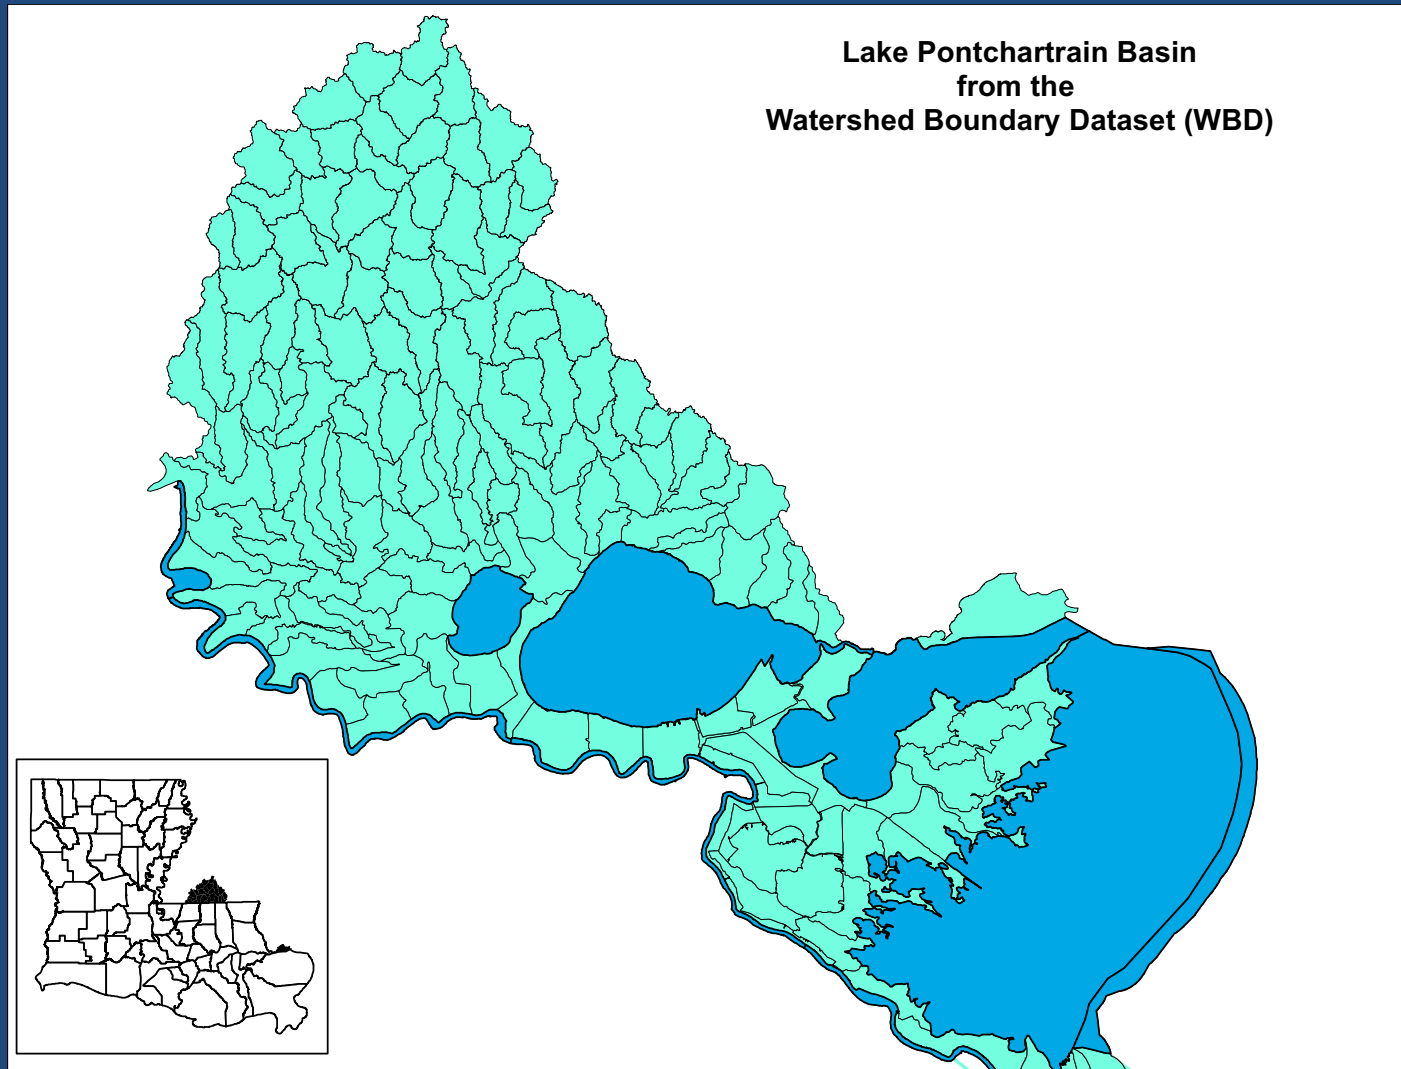 Lake Pontchartrain Basin
from the
Watershed Boundary Dataset (WBD)